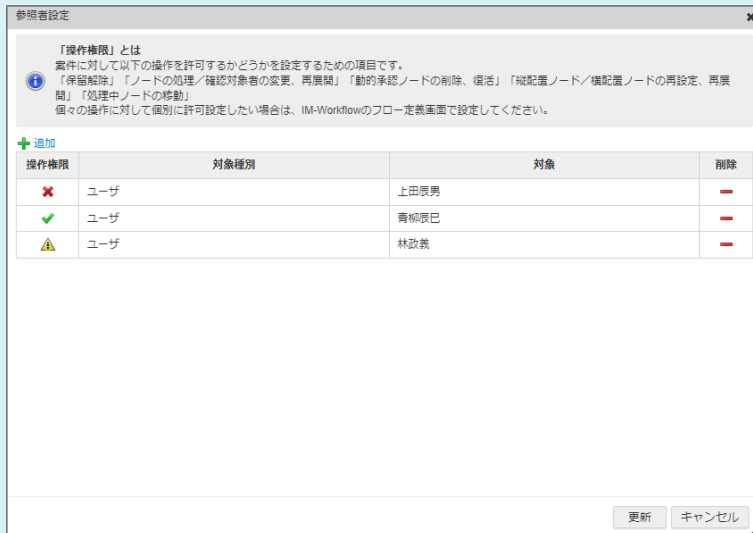 参照者設定
「操作権限」とは
案件に対して以下の操作を許可するかどうかを設定するための項目です。
「保留解除」「ノードの処理／確認対象者の変更、再展開」「動的承認ノードの削除、復活」「縦配置ノード／横配置ノードの再設定、再展
開」「処理中ノードの移動」
個々の操作に対して個別に許可設定したい場合は、IM-Workflowのフロー定義画面で設定してください。
追加
操作権限 対象種別 対象 削除
ユーザ 上田辰男
ユーザ 青柳辰巳
ユーザ 林政義
更新 キャンセル